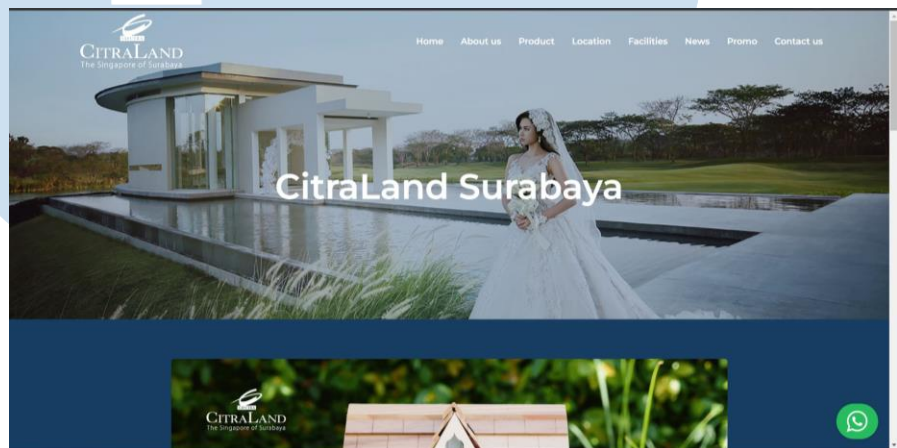 CITRALAND
The Singapore of Surabaya
Home About us Product Location Facilities News Promo Contact us
CitraLand Surabaya
CITRALAND
The Singapore of Surabaya